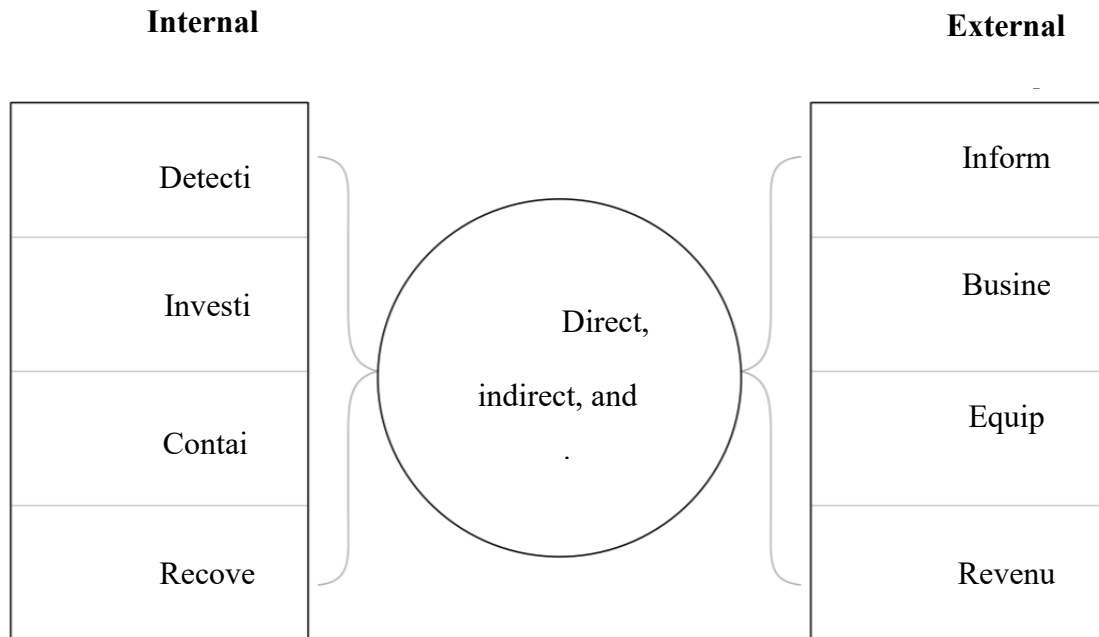 Internal
External
Detecti
Investi
Contai
Recove
Direct,
indirect, and
.
Inform
Busine
Equip
Revenu